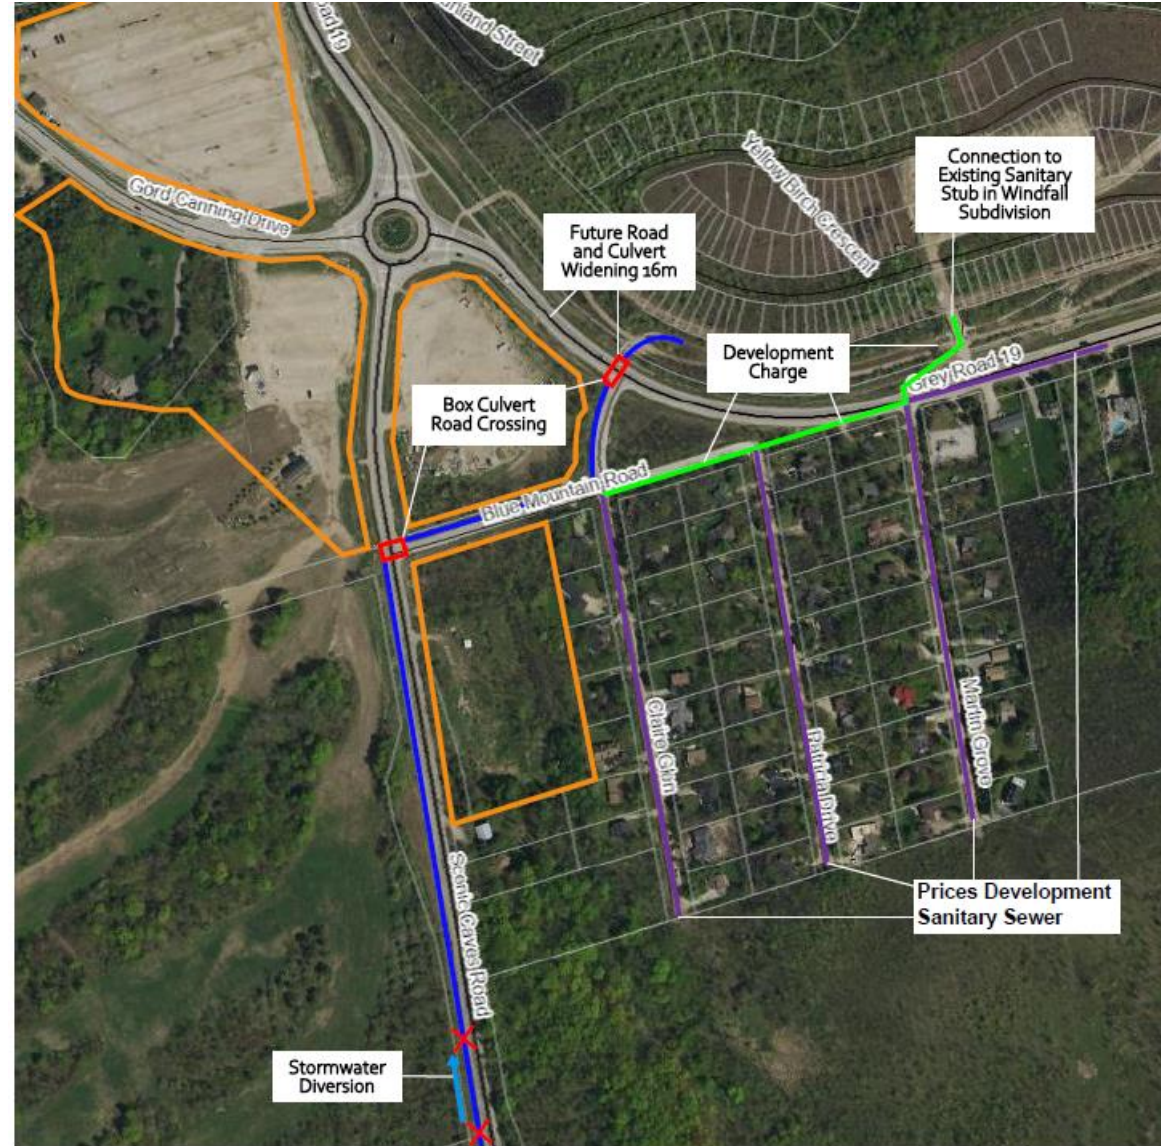 Road 19
Street
Gord Canning Drive
Yellow Birch Crescent
Connection to
Existing Sanitary
Stub in Windfall
Subdivision
Future Road
and Culvert
Widening 16m
Development
Charge
Grey Road 19
Box Culvert
Road Crossing
Blue Mountain Road
Claire Glen
Patricia Drive
Martin Grove
Prices Development
Sanitary Sewer
Scenic Caves Road
Stormwater
Diversion